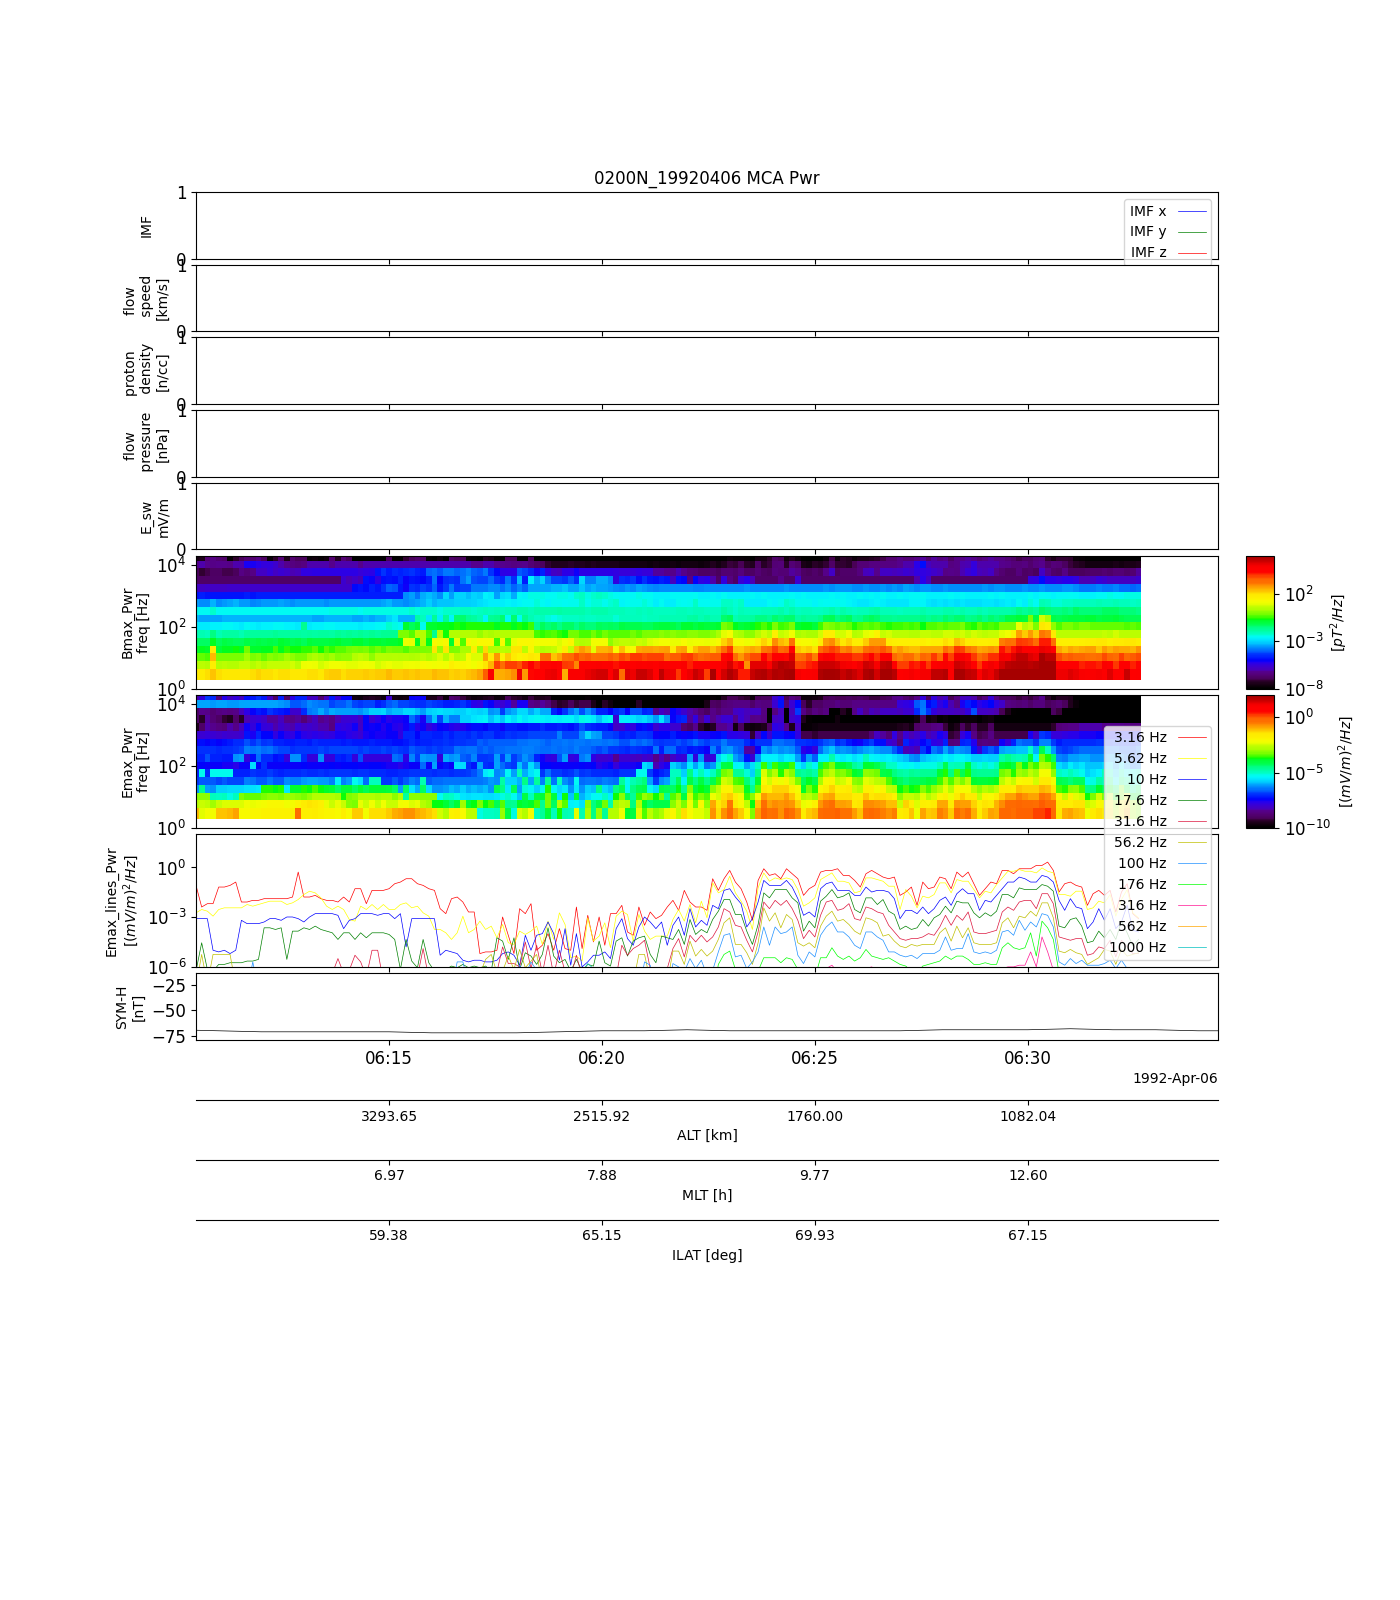 0200N_19920406 MCA Pwr
1
IMF
0
IMF x
IMF y
IMF z
1
flow
speed
[km/s]
0
1
proton
density
[n/cc]
0
1
flow
pressure
[nPa]
0
1
E_sw
mV/m
0
10^4
10^2
10^0
Bmax_Pwr
freq [Hz]
10^2
10^-3
10^-8
[pT^2/Hz]
10^4
10^2
10^0
Emax_Pwr
freq [Hz]
10^0
10^-5
10^-10
[(mV/m)^2/Hz]
3.16 Hz
5.62 Hz
10 Hz
17.6 Hz
31.6 Hz
56.2 Hz
100 Hz
176 Hz
316 Hz
562 Hz
1000 Hz
10^0
10^-3
10^-6
Emax_lines_Pwr
[(mV/m)^2/Hz]
−25
−50
−75
SYM-H
[nT]
06:15 06:20 06:25 06:30
1992-Apr-06
3293.65 2515.92 1760.00 1082.04
ALT [km]
6.97 7.88 9.77 12.60
MLT [h]
59.38 65.15 69.93 67.15
ILAT [deg]